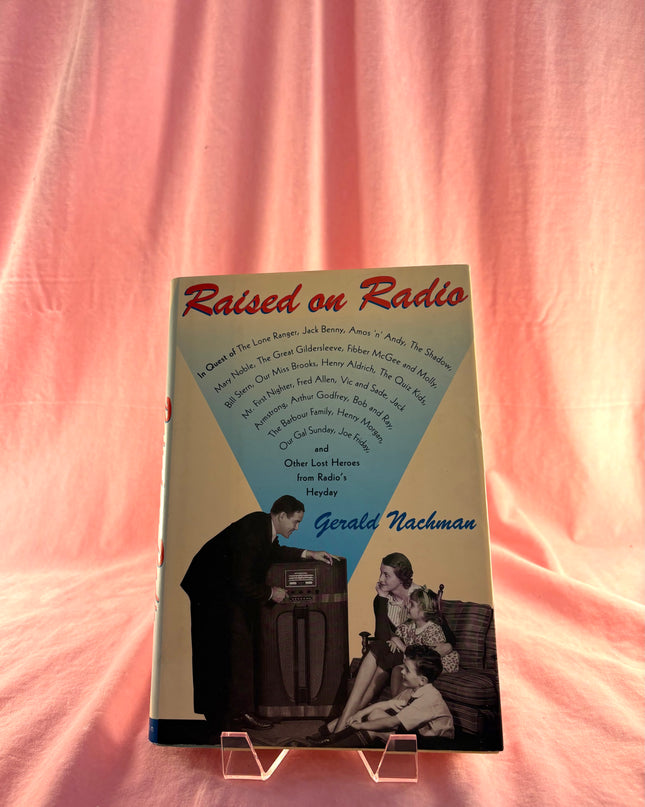 Raised on Radio
In Quest of The Lone Ranger, Jack Benny, Amos 'n' Andy, The Shadow,
Mary Noble, The Great Gildersleeve, Fibber McGee and Molly,
Bill Stern, Our Miss Brooks, Henry Aldrich, The Quiz Kids,
Mr. First Nighter, Fred Allen, Vic and Sade, Jack
Armstrong, Arthur Godfrey, Bob and Ray,
The Barbour Family, Henry Morgan,
Our Gal Sunday, Joe Friday,
and
Other Lost Heroes
from Radio's
Heyday
Gerald Nachman